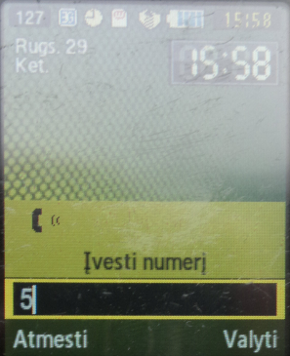 127 15:58
Rugs. 29
Ket.
15:58
Įvesti numerį
5
Atmesti Valyti